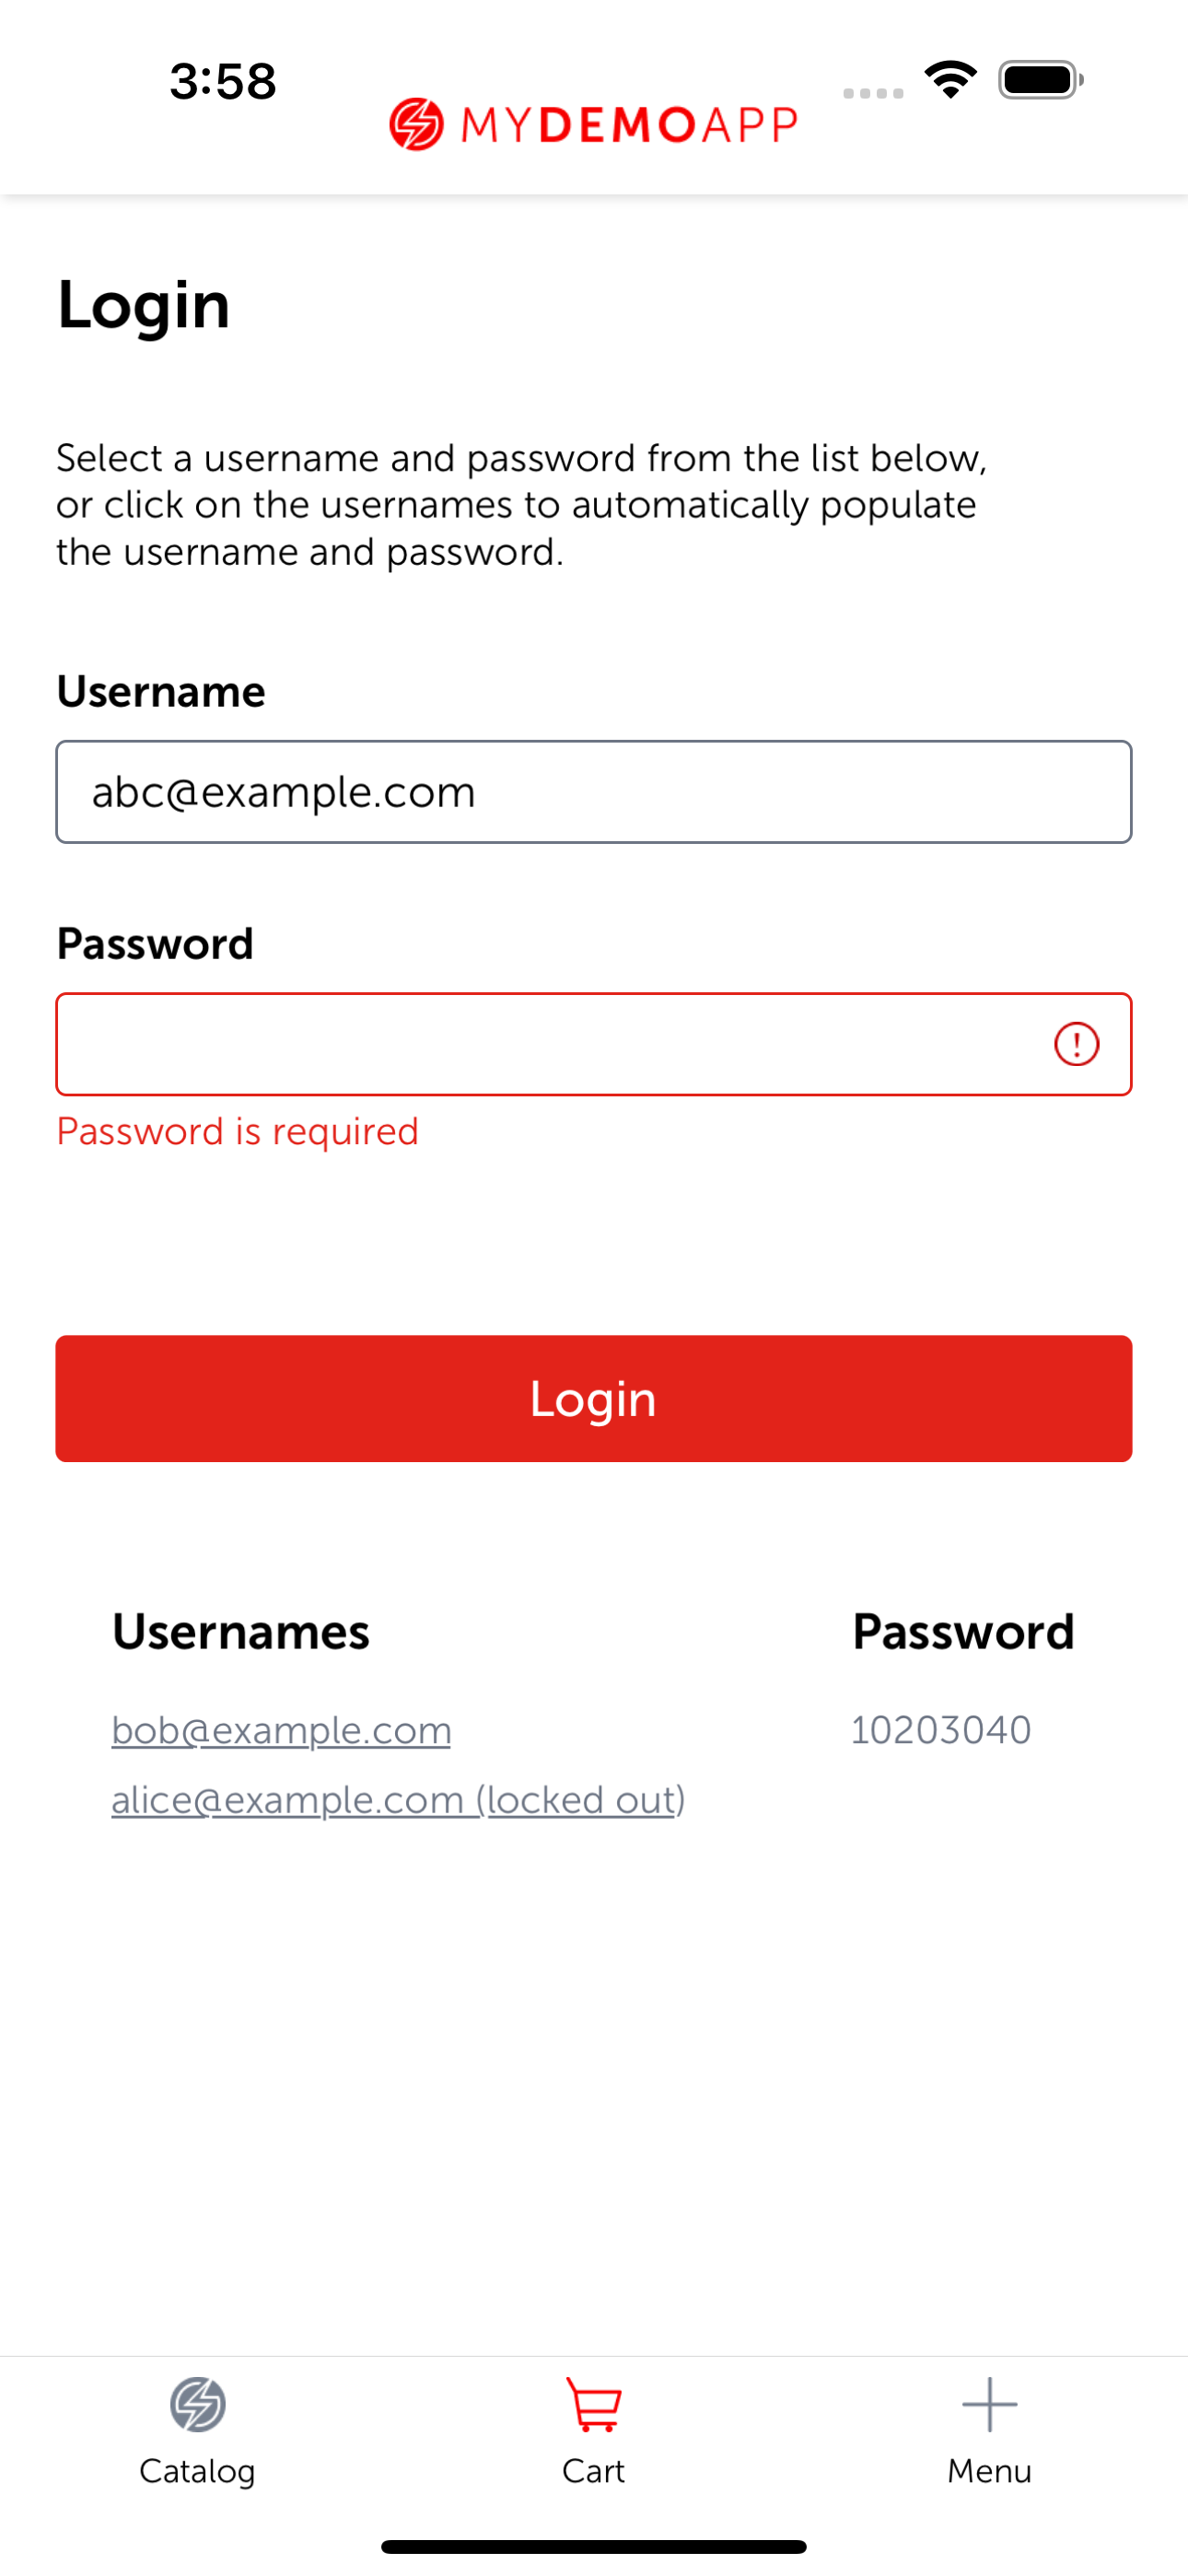 3:58
MYDEMOAPP
Login
Select a username and password from the list below,
or click on the usernames to automatically populate
the username and password.
Username
abc@example.com
Password
Password is required
Login
Usernames Password
bob@example.com 10203040
alice@example.com (locked out)
Catalog Cart Menu